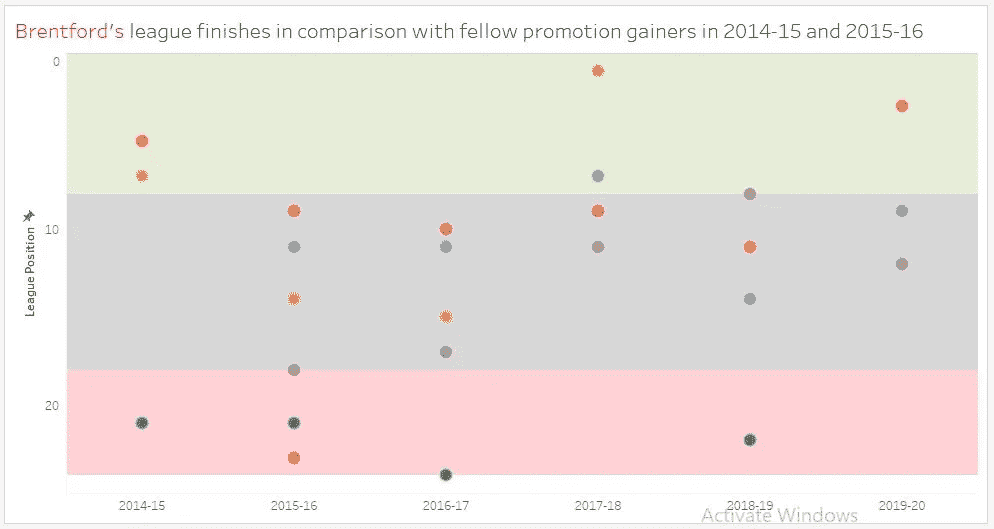 Brentford's league finishes in comparison with fellow promotion gainers in 2014-15 and 2015-16
0
10
20
League Position
2014-15 2015-16 2016-17 2017-18 2018-19 2019-20
Activate Windows